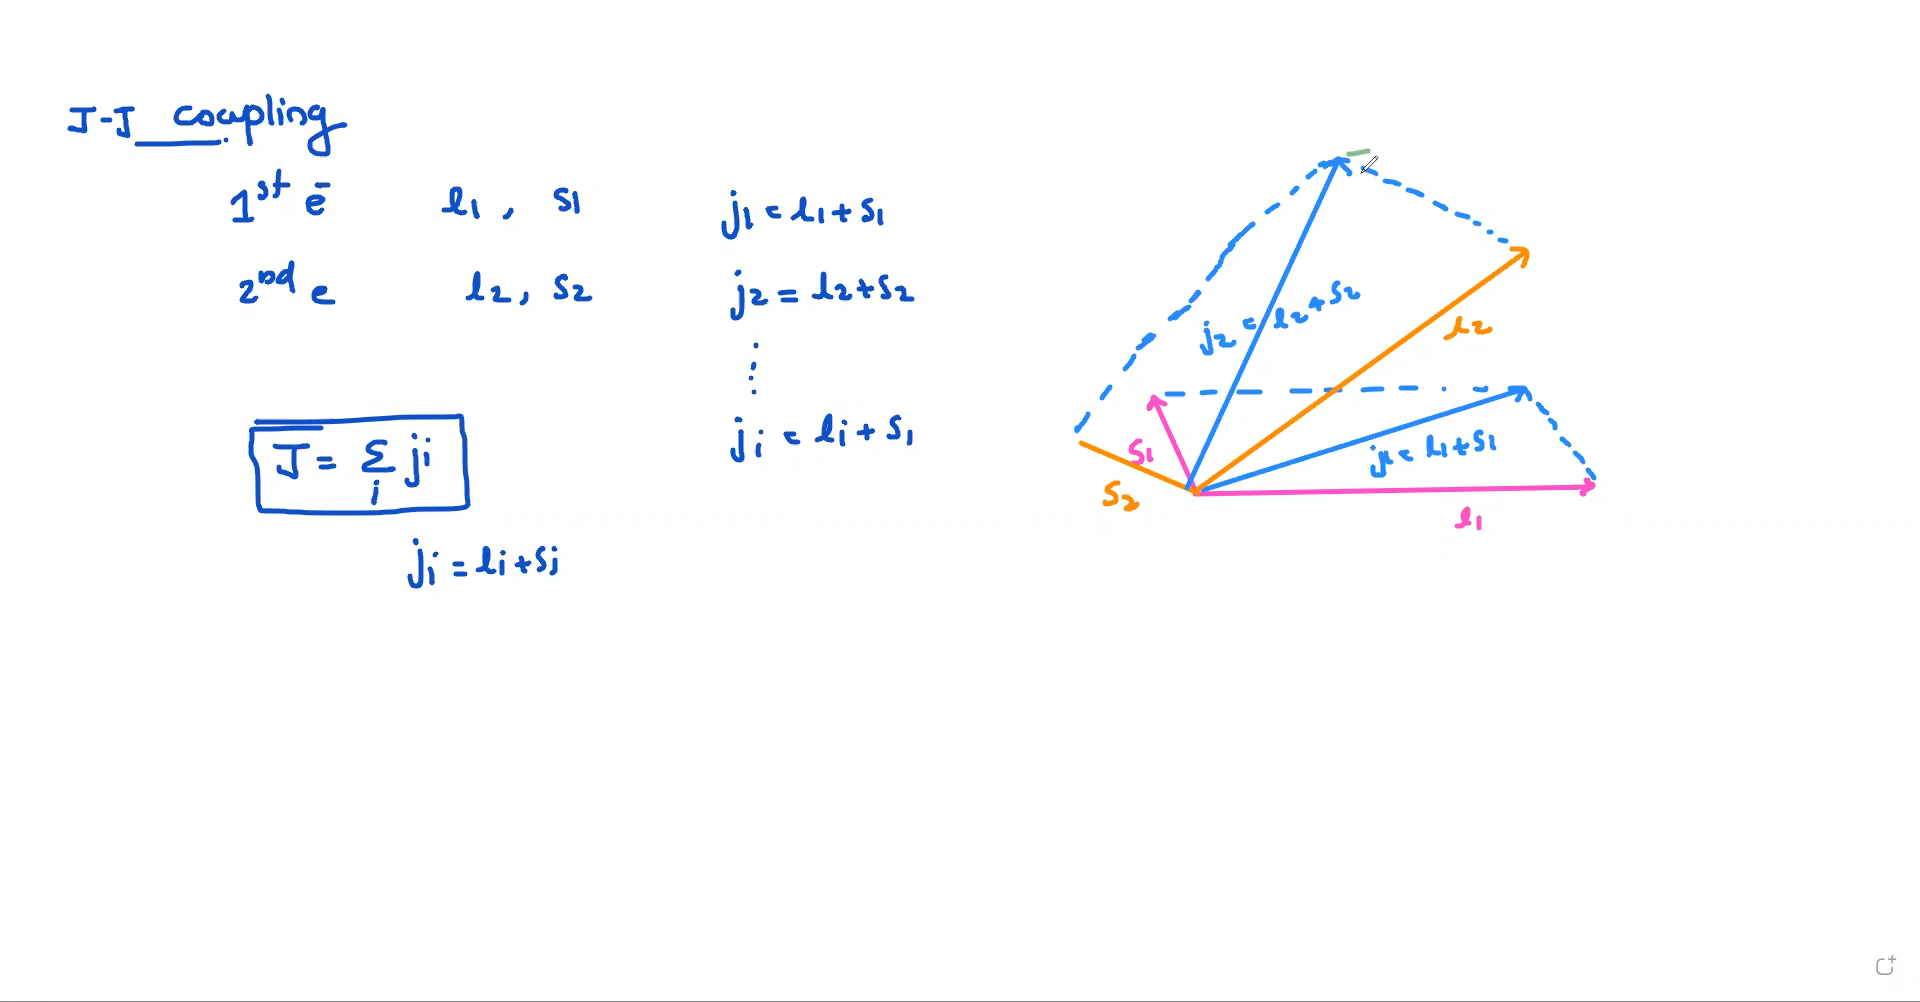 J-J coupling
1st e̅ l1, s1 j1 = l1+s1
2nd e l2, s2 j2 = l2+s2
⋮
ji = li+s1
J = Σi ji
ji = li+si
j2 = l2+s2
l2
s1
j1 = l1+s1
s2
l1